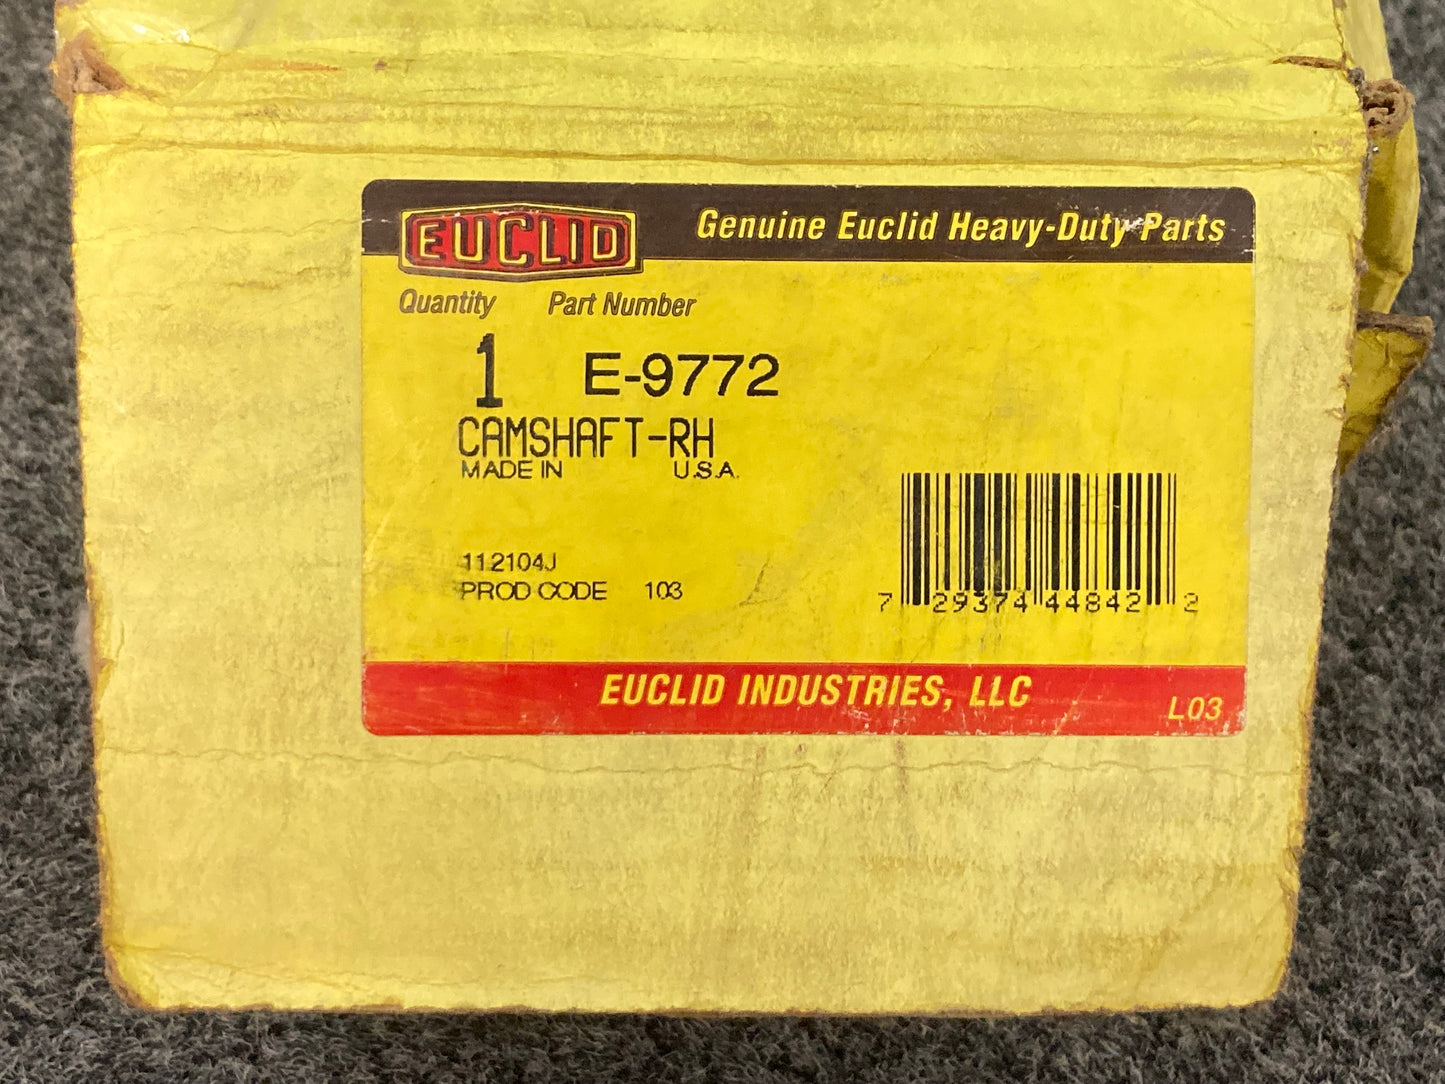 EUCLID Genuine Euclid Heavy-Duty Parts
Quantity Part Number
1 E-9772
CAMSHAFT-RH
MADE IN U.S.A.
112104J
PROD CODE 103
7 29374 44842 2
EUCLID INDUSTRIES, LLC
L03